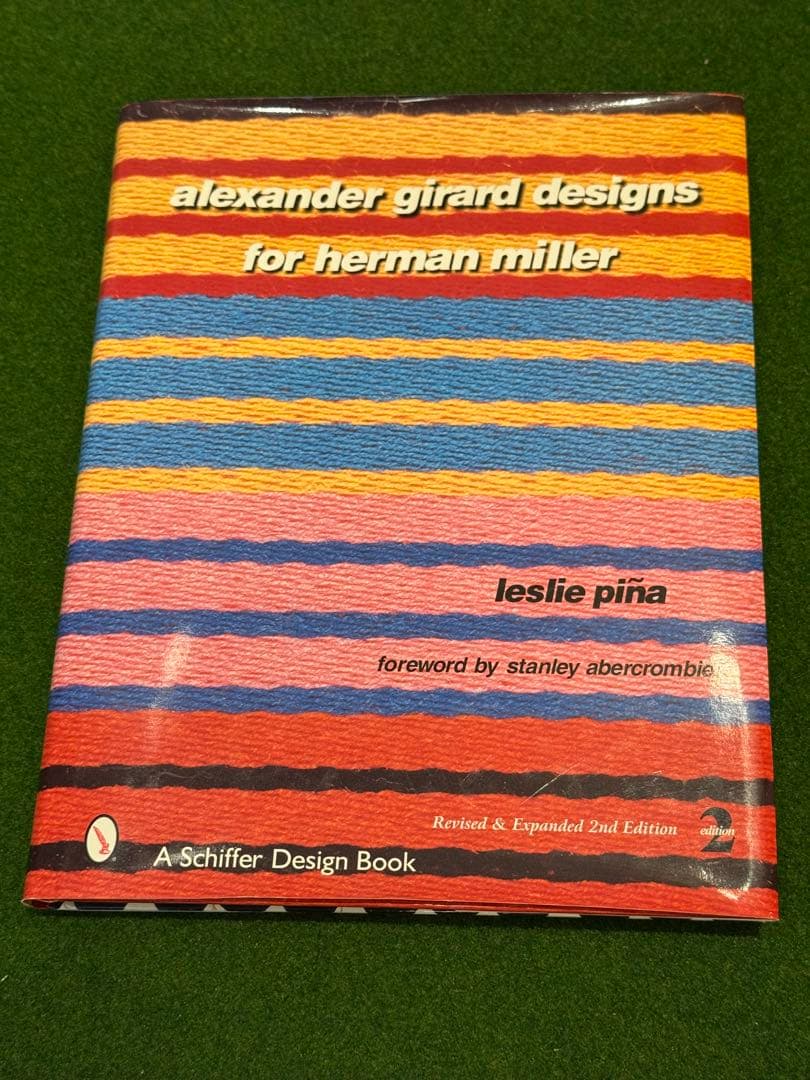 alexander girard designs
for herman miller
leslie piña
foreword by stanley abercrombie
Revised & Expanded 2nd Edition
2
edition
A Schiffer Design Book